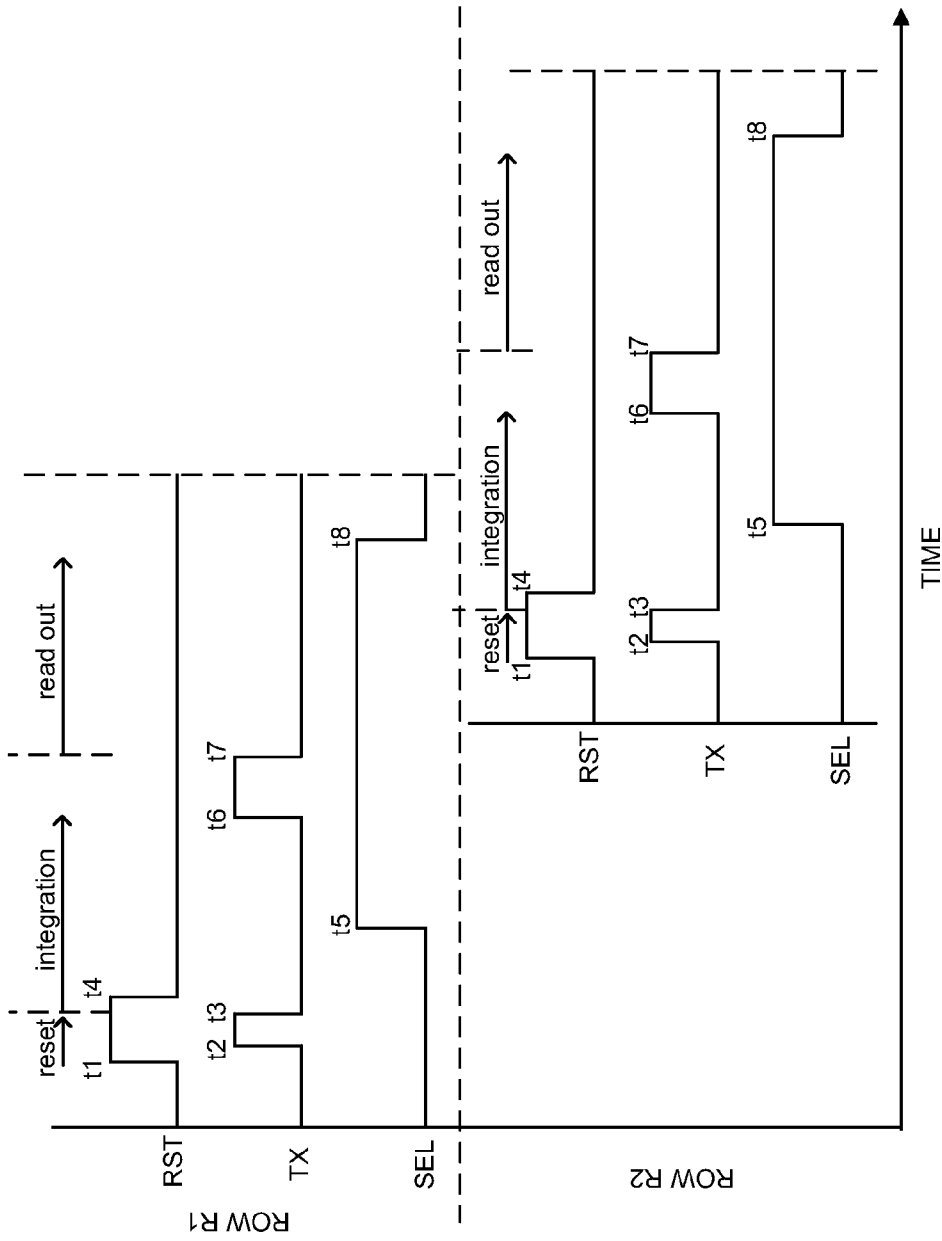 ROW R1
reset
integration
read out
RST
t1
t4
TX
t2
t3
t6
t7
SEL
t5
t8
ROW R2
reset
integration
read out
RST
t1
t4
TX
t2
t3
t6
t7
SEL
t5
t8
TIME